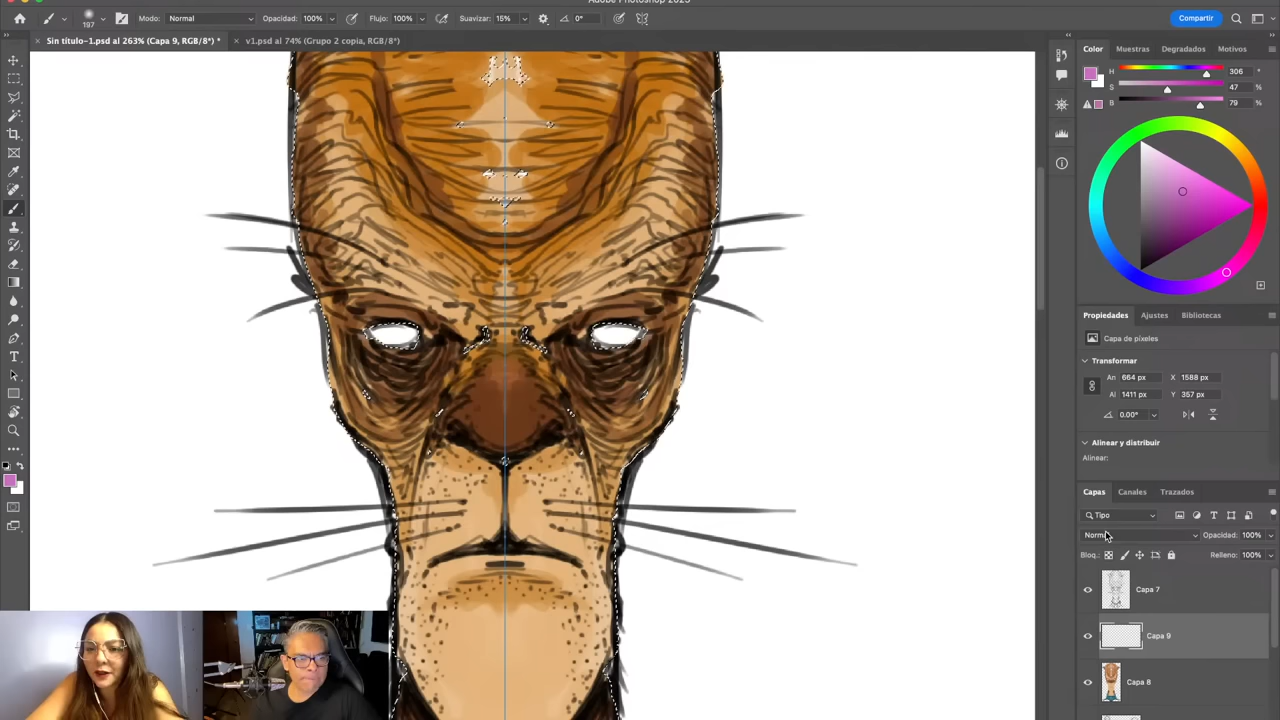 197
Modo: Normal
Opacidad: 100%
Flujo: 100%
Suavizar: 15%
0°
Compartir
Sin título-1.psd al 263% (Capa 9, RGB/8*) *
v1.psd al 74% (Grupo 2 copia, RGB/8*)
Color
Muestras
Degradados
Motivos
H 306 °
S 47 %
B 79 %
Propiedades
Ajustes
Bibliotecas
Capa de píxeles
Transformar
An 664 px
X 1588 px
Al 1411 px
Y 357 px
0.00°
Alinear y distribuir
Alinear:
Capas
Canales
Trazados
Tipo
Normal
Opacidad: 100%
Bloq.:
Relleno: 100%
Capa 7
Capa 9
Capa 8